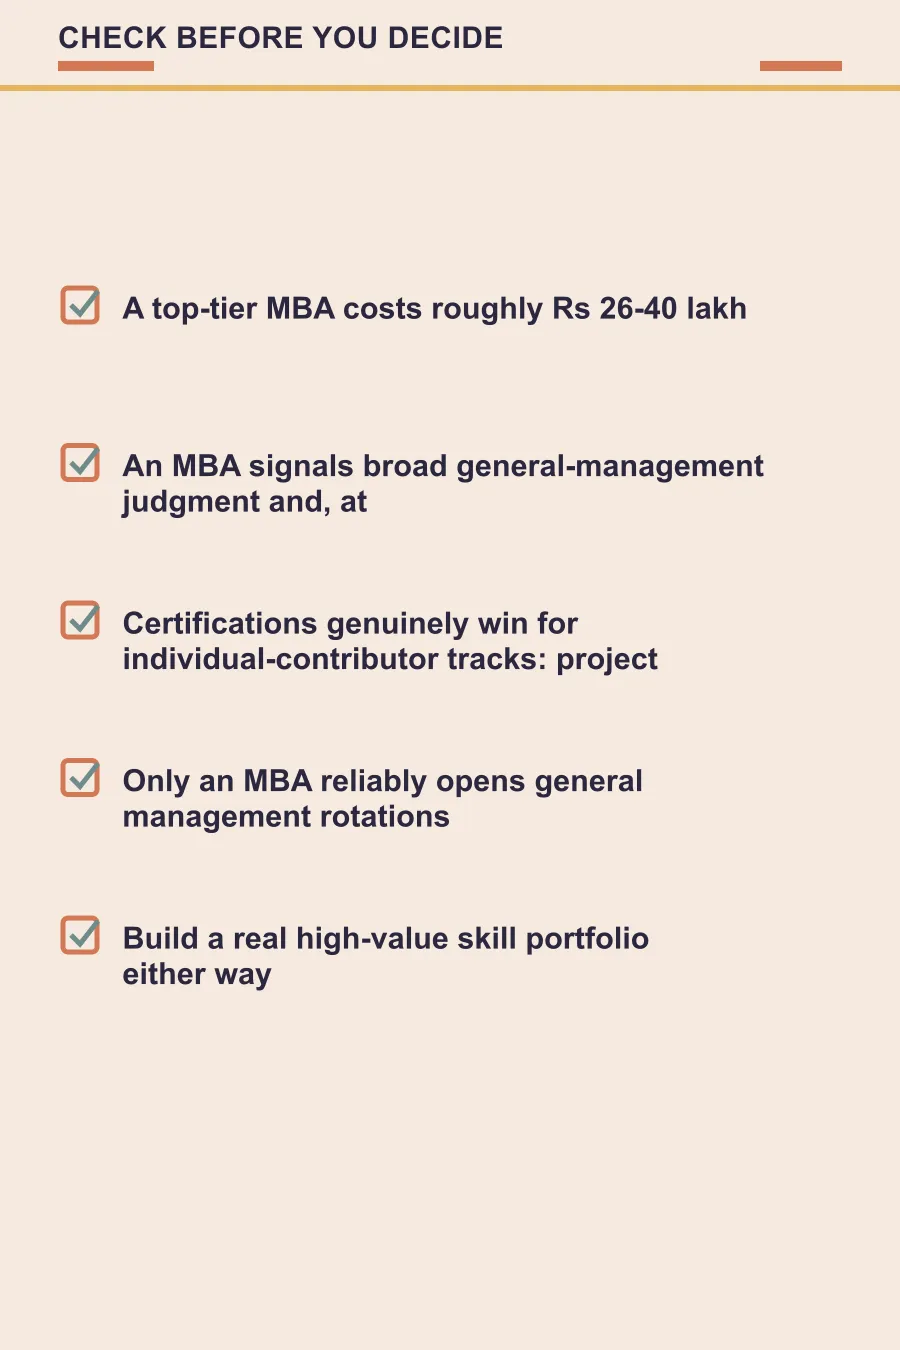 CHECK BEFORE YOU DECIDE
A top-tier MBA costs roughly Rs 26-40 lakh
An MBA signals broad general-management
judgment and, at
Certifications genuinely win for
individual-contributor tracks: project
Only an MBA reliably opens general
management rotations
Build a real high-value skill portfolio
either way